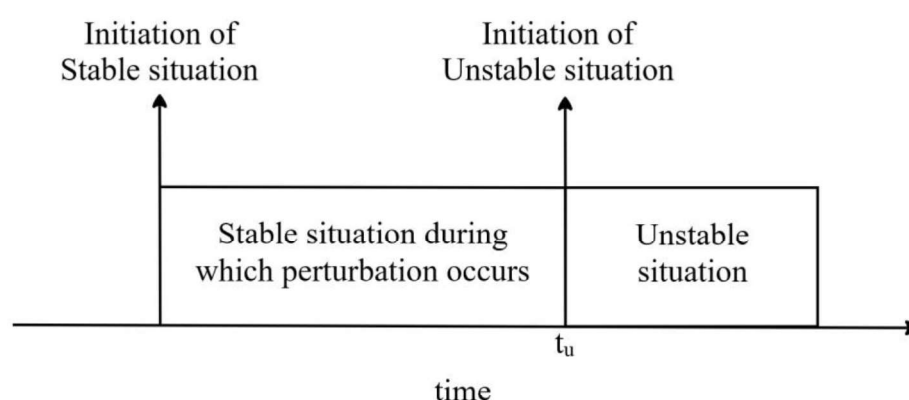 Initiation of
Stable situation
Initiation of
Unstable situation
Stable situation during
which perturbation occurs
Unstable
situation
tᵤ
time